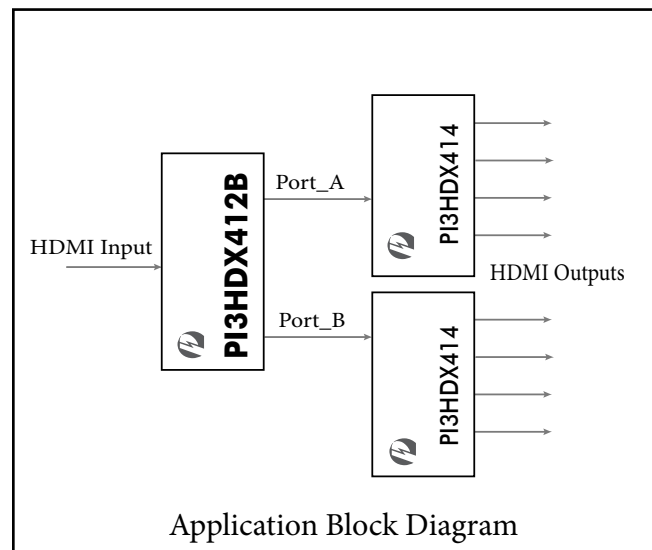 HDMI Input
PI3HDX412B
Port_A
Port_B
PI3HDX414
HDMI Outputs
PI3HDX414
Application Block Diagram